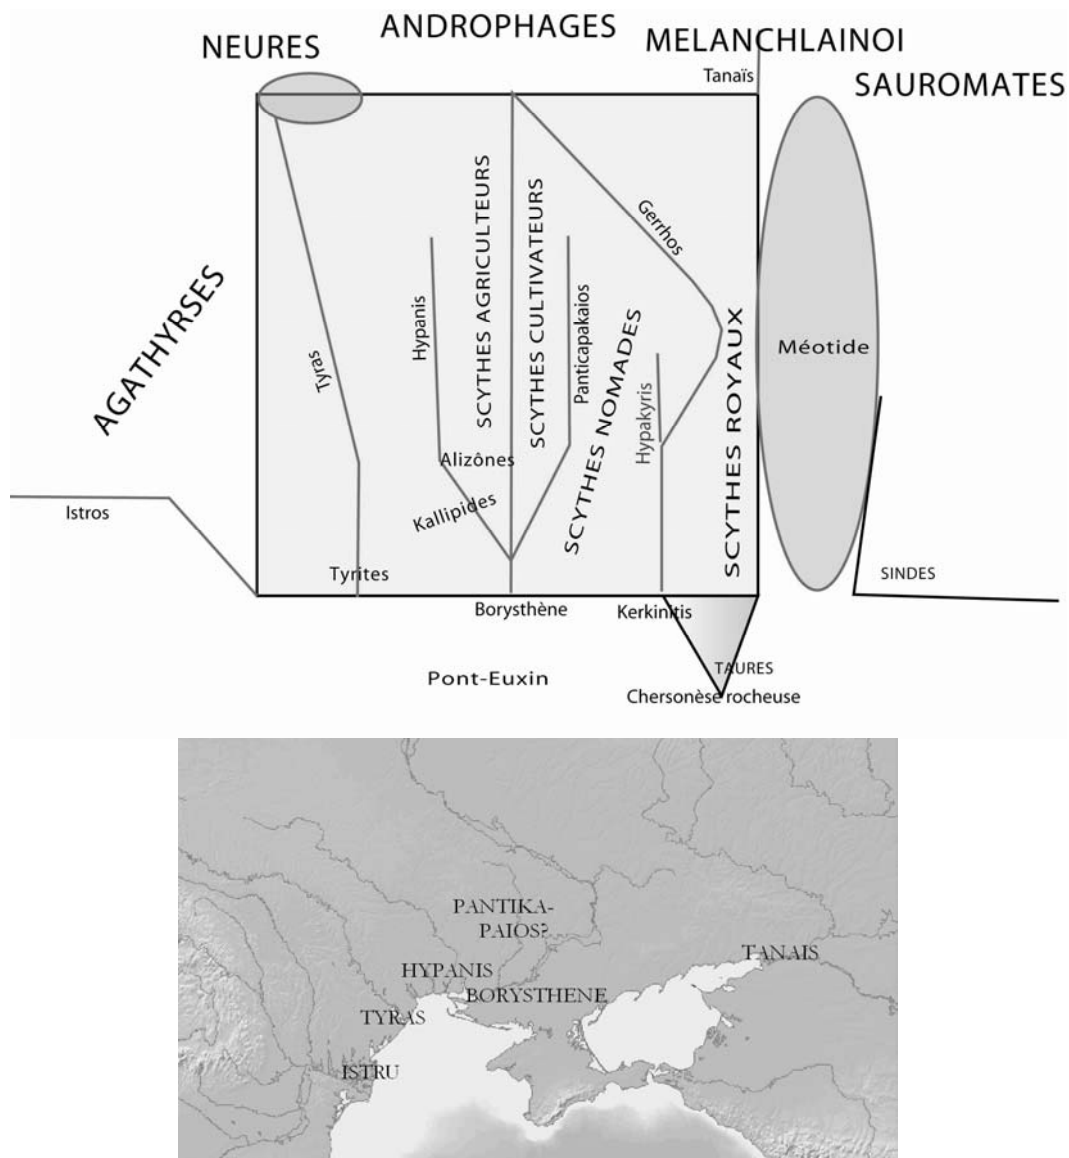 ANDROPHAGES
NEURES
MELANCHLAINOI
Tanaïs
SAUROMATES
AGATHYRSES
Tyras
Hypanis
SCYTHES AGRICULTEURS
SCYTHES CULTIVATEURS
Panticapakaios
Gerrhos
SCYTHES NOMADES
Hypakyris
SCYTHES ROYAUX
Méotide
Alizônes
Kallipides
Istros
Tyrites
Borysthène
Kerkinitis
SINDES
Pont-Euxin
TAURES
Chersonèse rocheuse
PANTIKA-
PAIOS?
TANAIS
HYPANIS
BORYSTHENE
TYRAS
ISTRU